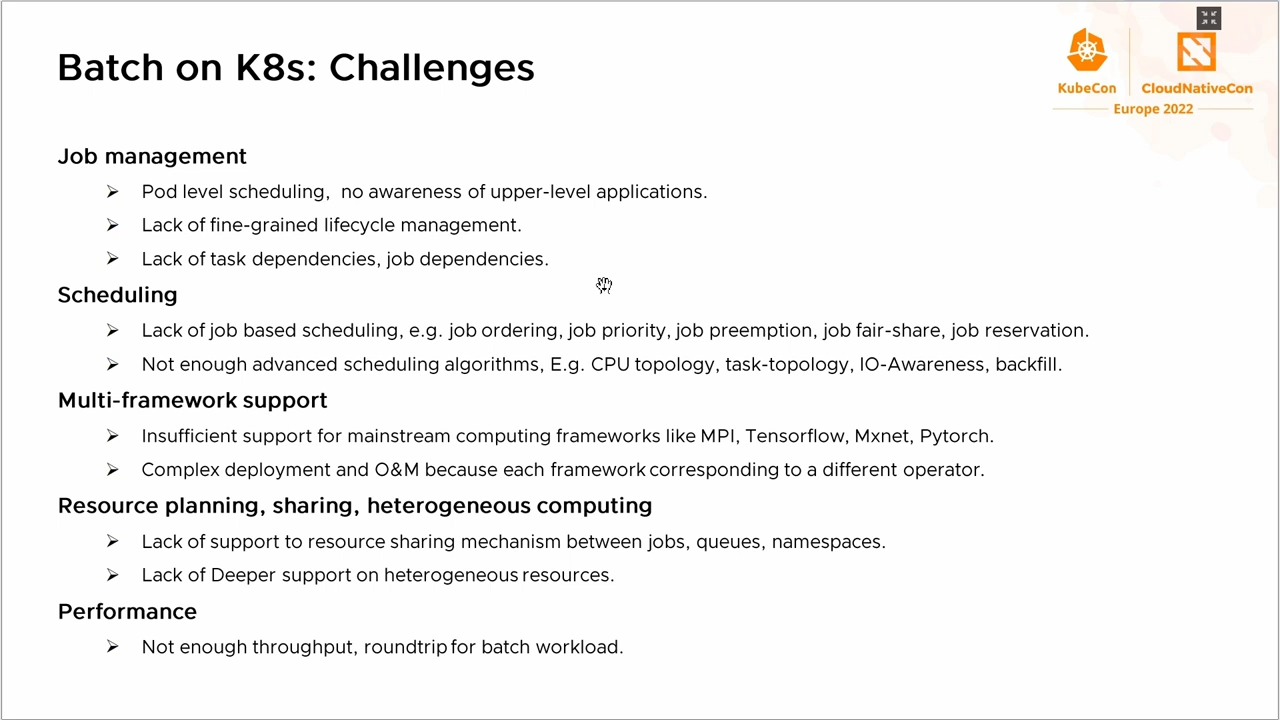 Batch on K8s: Challenges
KubeCon
CloudNativeCon
Europe 2022
Job management
Pod level scheduling, no awareness of upper-level applications.
Lack of fine-grained lifecycle management.
Lack of task dependencies, job dependencies.
Scheduling
Lack of job based scheduling, e.g. job ordering, job priority, job preemption, job fair-share, job reservation.
Not enough advanced scheduling algorithms, E.g. CPU topology, task-topology, IO-Awareness, backfill.
Multi-framework support
Insufficient support for mainstream computing frameworks like MPI, Tensorflow, Mxnet, Pytorch.
Complex deployment and O&M because each framework corresponding to a different operator.
Resource planning, sharing, heterogeneous computing
Lack of support to resource sharing mechanism between jobs, queues, namespaces.
Lack of Deeper support on heterogeneous resources.
Performance
Not enough throughput, roundtrip for batch workload.